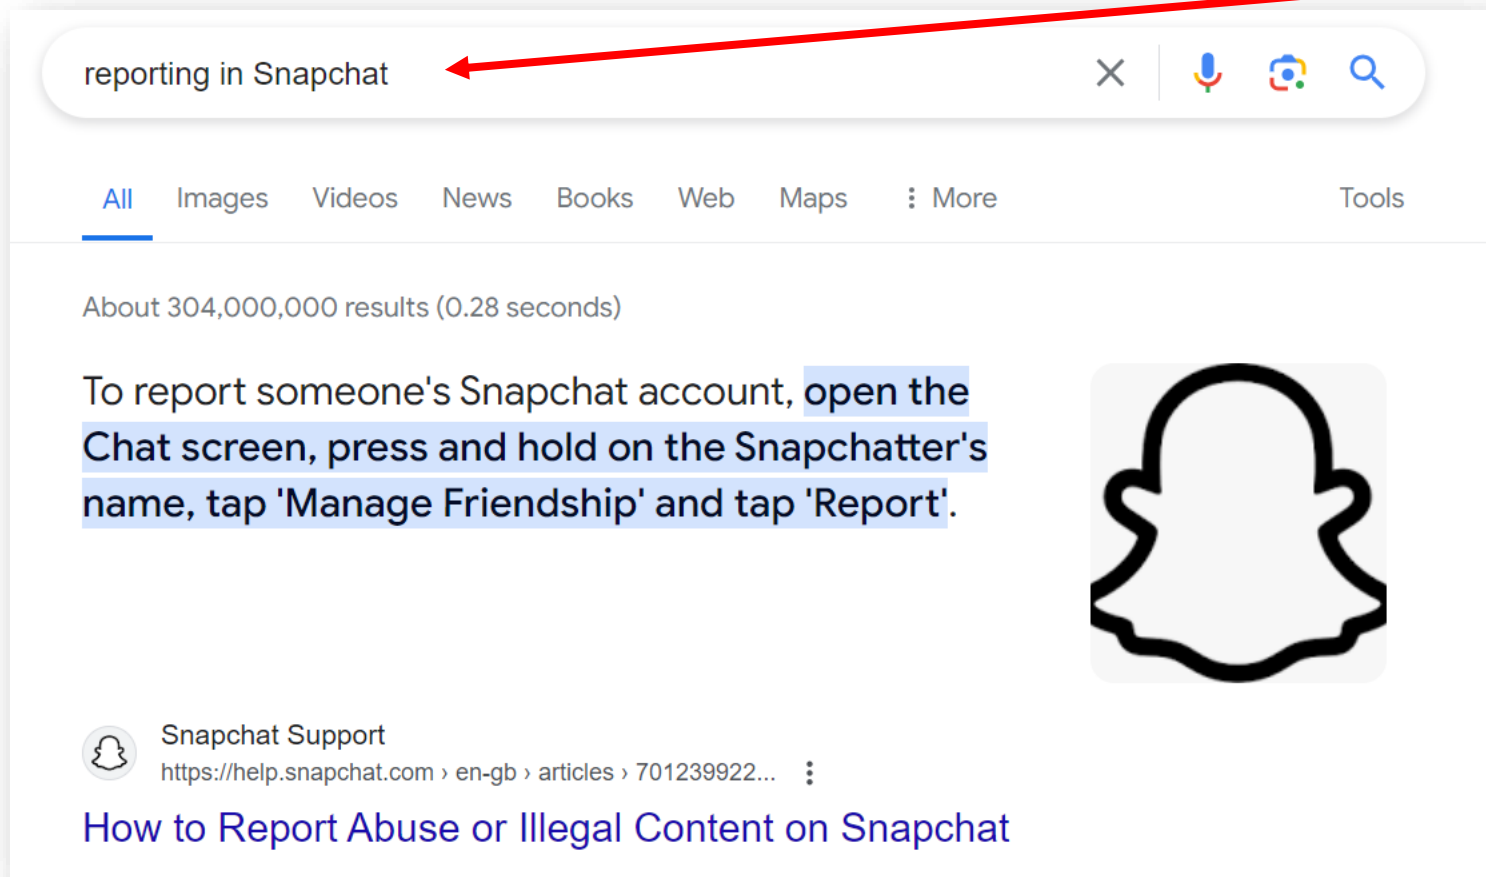 reporting in Snapchat
All Images Videos News Books Web Maps More Tools
About 304,000,000 results (0.28 seconds)
To report someone's Snapchat account, open the
Chat screen, press and hold on the Snapchatter's
name, tap 'Manage Friendship' and tap 'Report'.
Snapchat Support
https://help.snapchat.com › en-gb › articles › 701239922...
How to Report Abuse or Illegal Content on Snapchat